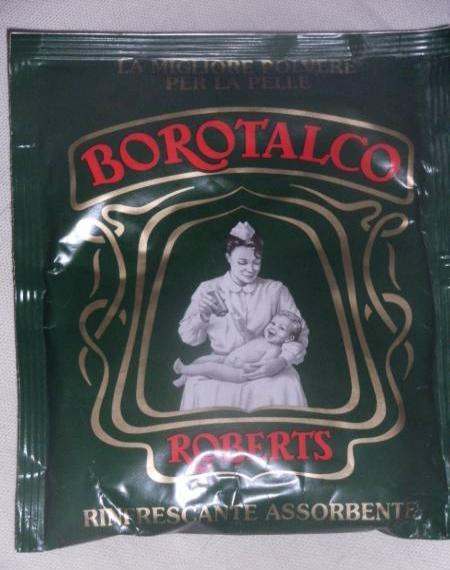 LA MIGLIORE POLVERE
PER LA PELLE
BOROTALCO
ROBERTS
RINFRESCANTE ASSORBENTE